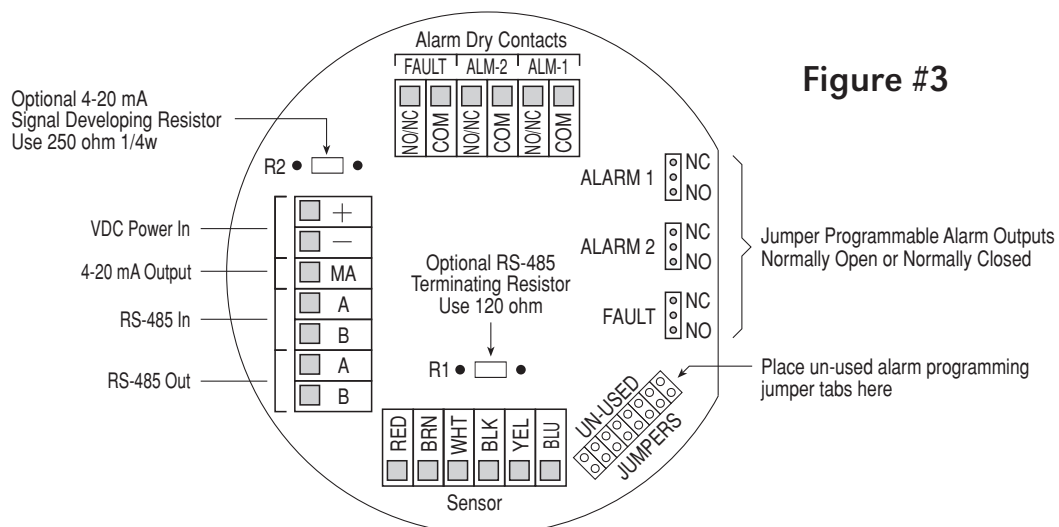 Figure #3
Alarm Dry Contacts
FAULT ALM-2 ALM-1
NO/NC COM NO/NC COM NO/NC COM
Optional 4-20 mA
Signal Developing Resistor
Use 250 ohm 1/4w
R2
VDC Power In
+
−
4-20 mA Output
MA
RS-485 In
A
B
RS-485 Out
A
B
Optional RS-485
Terminating Resistor
Use 120 ohm
R1
ALARM 1
NC
NO
ALARM 2
NC
NO
FAULT
NC
NO
Jumper Programmable Alarm Outputs
Normally Open or Normally Closed
Place un-used alarm programming
jumper tabs here
UN-USED
JUMPERS
RED BRN WHT BLK YEL BLU
Sensor